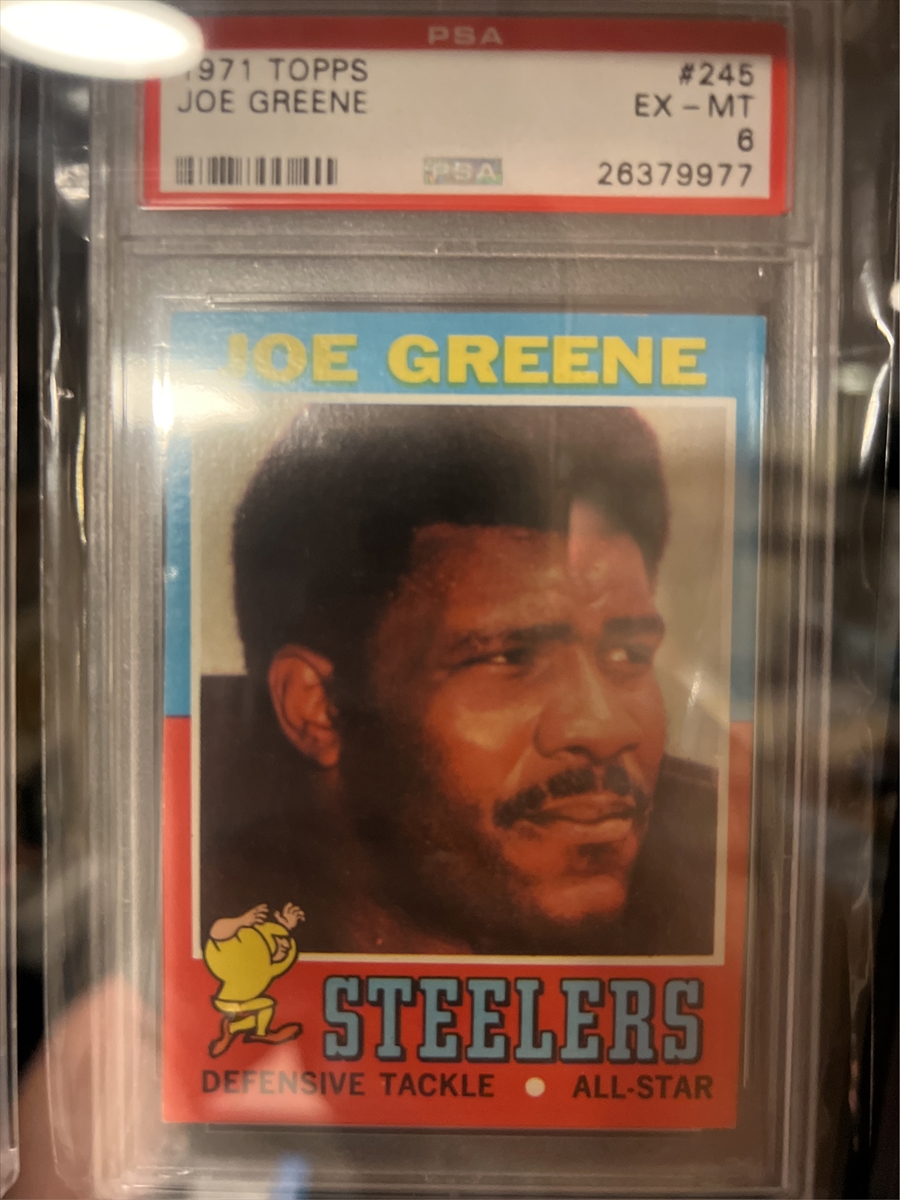 PSA
1971 TOPPS #245
JOE GREENE EX - MT
6
PSA 26379977
JOE GREENE
STEELERS
DEFENSIVE TACKLE • ALL-STAR